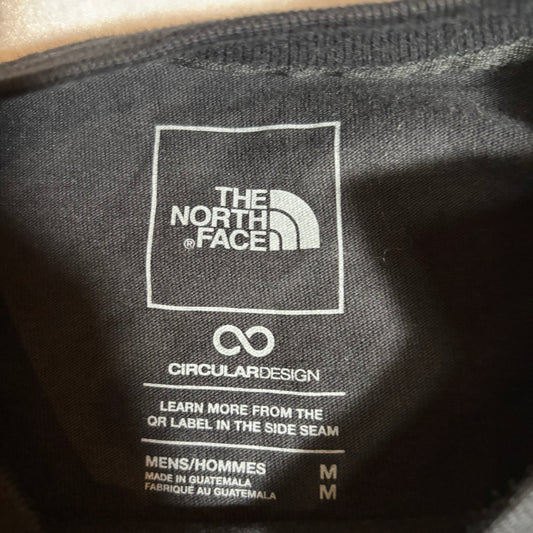 THE
NORTH
® FACE
CIRCULARDESIGN
LEARN MORE FROM THE
QR LABEL IN THE SIDE SEAM
MENS/HOMMES M
MADE IN GUATEMALA
FABRIQUÉ AU GUATEMALA M